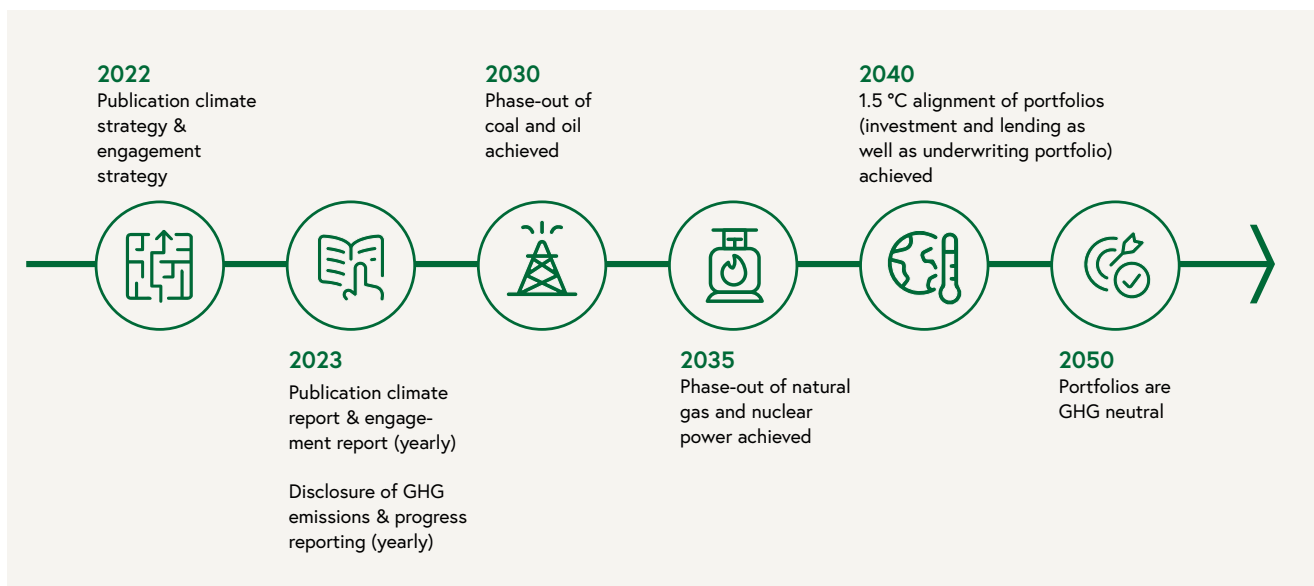 2022
Publication climate
strategy &
engagement
strategy
2023
Publication climate
report & engage-
ment report (yearly)
Disclosure of GHG
emissions & progress
reporting (yearly)
2030
Phase-out of
coal and oil
achieved
2035
Phase-out of natural
gas and nuclear
power achieved
2040
1.5 °C alignment of portfolios
(investment and lending as
well as underwriting portfolio)
achieved
2050
Portfolios are
GHG neutral